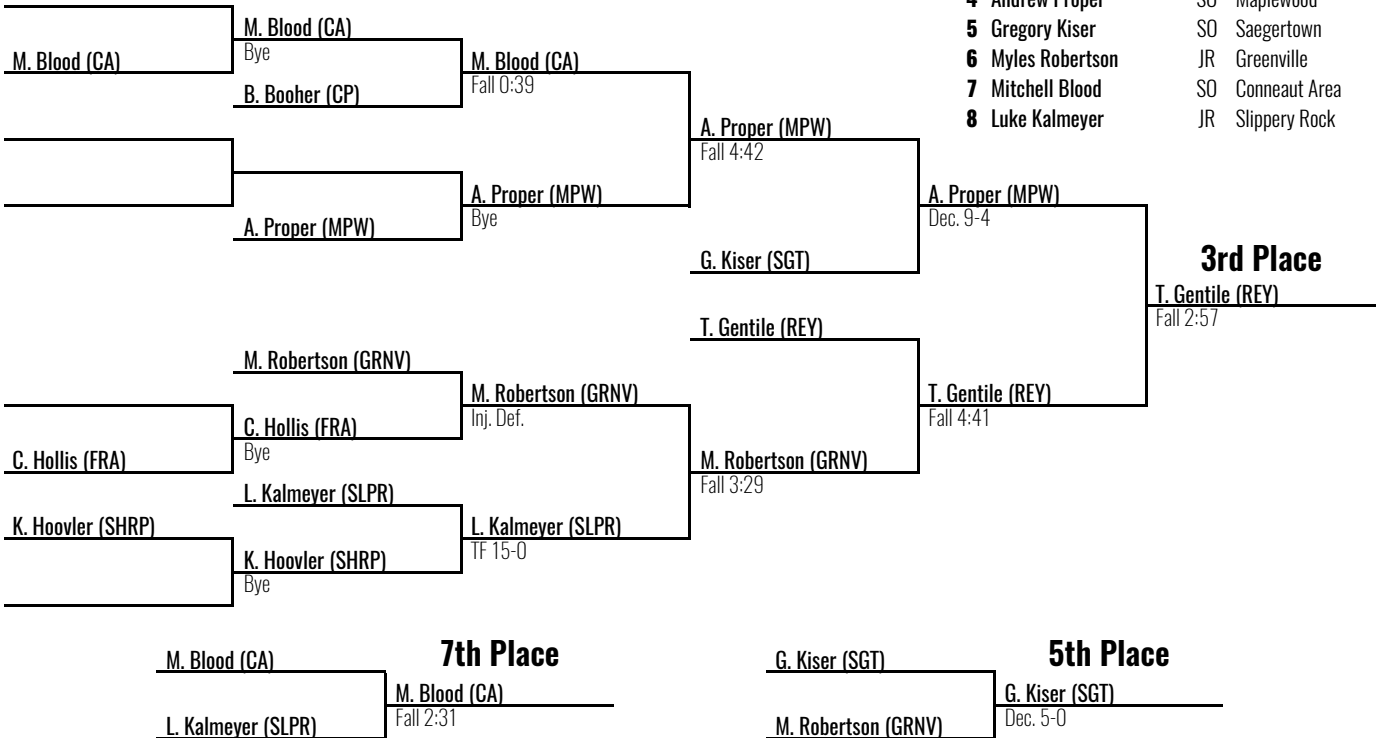 4 Andrew Proper SO Maplewood
M. Blood (CA)
5 Gregory Kiser SO Saegertown
Bye
M. Blood (CA)
M. Blood (CA)
6 Myles Robertson JR Greenville
Fall 0:39
B. Booher (CP)
7 Mitchell Blood SO Conneaut Area
8 Luke Kalmeyer JR Slippery Rock
A. Proper (MPW)
Fall 4:42
A. Proper (MPW)
Bye
A. Proper (MPW)
Dec. 9-4
A. Proper (MPW)
G. Kiser (SGT)
3rd Place
T. Gentile (REY)
Fall 2:57
T. Gentile (REY)
M. Robertson (GRNV)
M. Robertson (GRNV)
Inj. Def.
T. Gentile (REY)
Fall 4:41
C. Hollis (FRA)
Bye
C. Hollis (FRA)
M. Robertson (GRNV)
Fall 3:29
L. Kalmeyer (SLPR)
K. Hoovler (SHRP)
L. Kalmeyer (SLPR)
TF 15-0
K. Hoovler (SHRP)
Bye
7th Place
M. Blood (CA)
M. Blood (CA)
Fall 2:31
L. Kalmeyer (SLPR)
5th Place
G. Kiser (SGT)
G. Kiser (SGT)
Dec. 5-0
M. Robertson (GRNV)